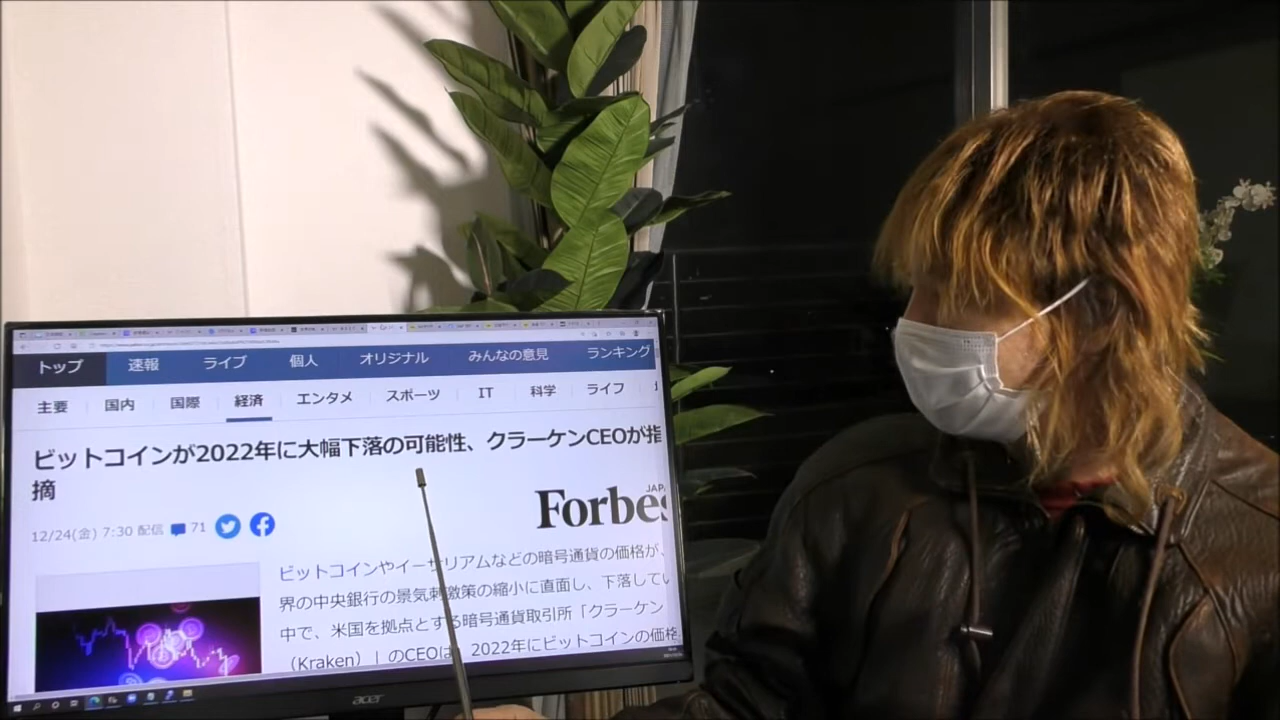 トップ 速報 ライブ 個人 オリジナル みんなの意見 ランキング
主要 国内 国際 経済 エンタメ スポーツ IT 科学 ライフ
ビットコインが2022年に大幅下落の可能性、クラーケンCEOが指
摘
JAPA
Forbes
12/24(金) 7:30 配信 71
ビットコインやイーサリアムなどの暗号通貨の価格が、
界の中央銀行の景気刺激策の縮小に直面し、下落してい
中で、米国を拠点とする暗号通貨取引所「クラーケン
（Kraken）」のCEOは、2022年にビットコインの価格
acer